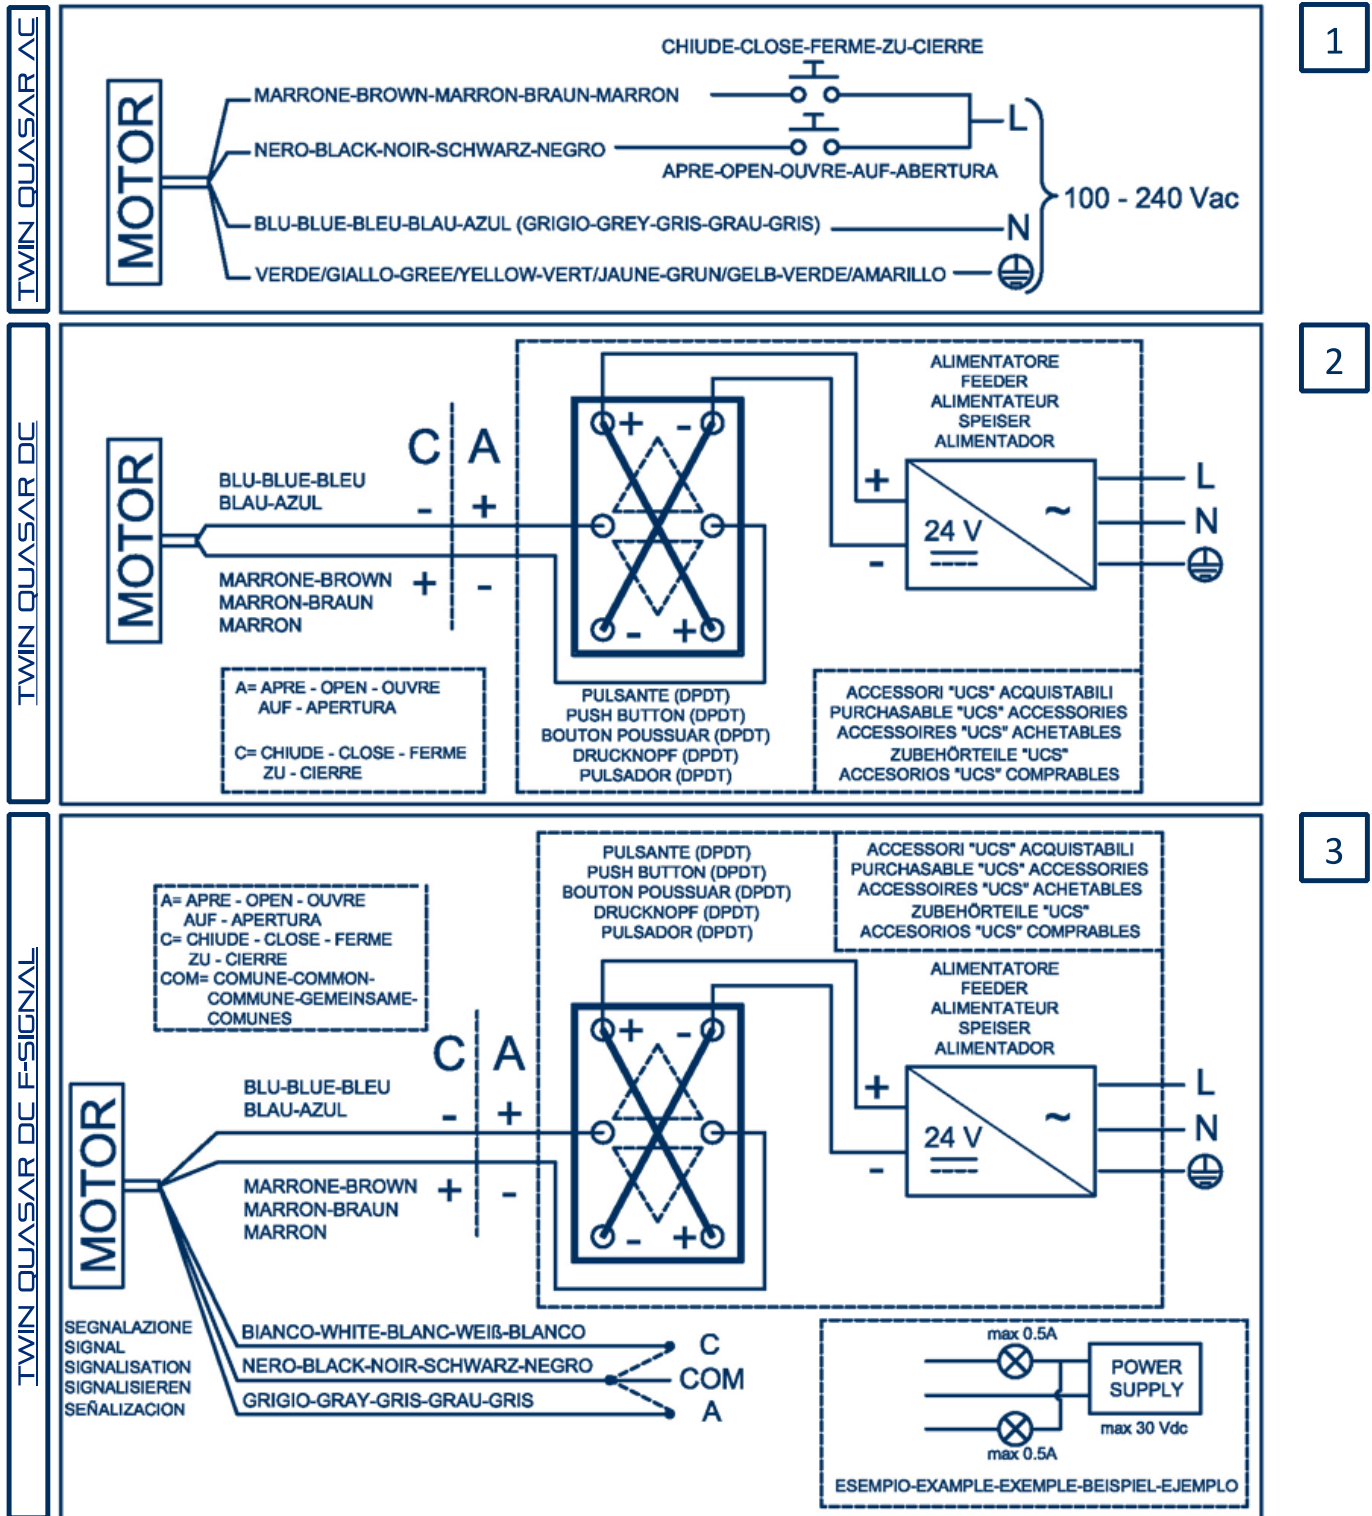 TWIN QUASAR AC
1
MOTOR
CHIUDE-CLOSE-FERME-ZU-CIERRE
MARRONE-BROWN-MARRON-BRAUN-MARRON
L
NERO-BLACK-NOIR-SCHWARZ-NEGRO
APRE-OPEN-OUVRE-AUF-ABERTURA
100 - 240 Vac
BLU-BLUE-BLEU-BLAU-AZUL (GRIGIO-GREY-GRIS-GRAU-GRIS)
N
VERDE/GIALLO-GREE/YELLOW-VERT/JAUNE-GRUN/GELB-VERDE/AMARILLO
TWIN QUASAR DC
2
MOTOR
BLU-BLUE-BLEU
BLAU-AZUL
C A
- +
MARRONE-BROWN
MARRON-BRAUN
MARRON
+ -
A= APRE - OPEN - OUVRE
AUF - APERTURA
C= CHIUDE - CLOSE - FERME
ZU - CIERRE
+ -
- +
PULSANTE (DPDT)
PUSH BUTTON (DPDT)
BOUTON POUSSUAR (DPDT)
DRUCKNOPF (DPDT)
PULSADOR (DPDT)
ALIMENTATORE
FEEDER
ALIMENTATEUR
SPEISER
ALIMENTADOR
+
-
24 V
~
L
N
ACCESSORI "UCS" ACQUISTABILI
PURCHASABLE "UCS" ACCESSORIES
ACCESSOIRES "UCS" ACHETABLES
ZUBEHÖRTEILE "UCS"
ACCESORIOS "UCS" COMPRABLES
TWIN QUASAR DC F-SIGNAL
3
A= APRE - OPEN - OUVRE
AUF - APERTURA
C= CHIUDE - CLOSE - FERME
ZU - CIERRE
COM= COMUNE-COMMON-
COMMUNE-GEMEINSAME-
COMUNES
PULSANTE (DPDT)
PUSH BUTTON (DPDT)
BOUTON POUSSUAR (DPDT)
DRUCKNOPF (DPDT)
PULSADOR (DPDT)
ACCESSORI "UCS" ACQUISTABILI
PURCHASABLE "UCS" ACCESSORIES
ACCESSOIRES "UCS" ACHETABLES
ZUBEHÖRTEILE "UCS"
ACCESORIOS "UCS" COMPRABLES
MOTOR
BLU-BLUE-BLEU
BLAU-AZUL
C A
- +
MARRONE-BROWN
MARRON-BRAUN
MARRON
+ -
+ -
- +
ALIMENTATORE
FEEDER
ALIMENTATEUR
SPEISER
ALIMENTADOR
+
-
24 V
~
L
N
SEGNALAZIONE
SIGNAL
SIGNALISATION
SIGNALISIEREN
SEÑALIZACION
BIANCO-WHITE-BLANC-WEIß-BLANCO
C
NERO-BLACK-NOIR-SCHWARZ-NEGRO
COM
GRIGIO-GRAY-GRIS-GRAU-GRIS
A
max 0.5A
POWER
SUPPLY
max 30 Vdc
max 0.5A
ESEMPIO-EXAMPLE-EXEMPLE-BEISPIEL-EJEMPLO